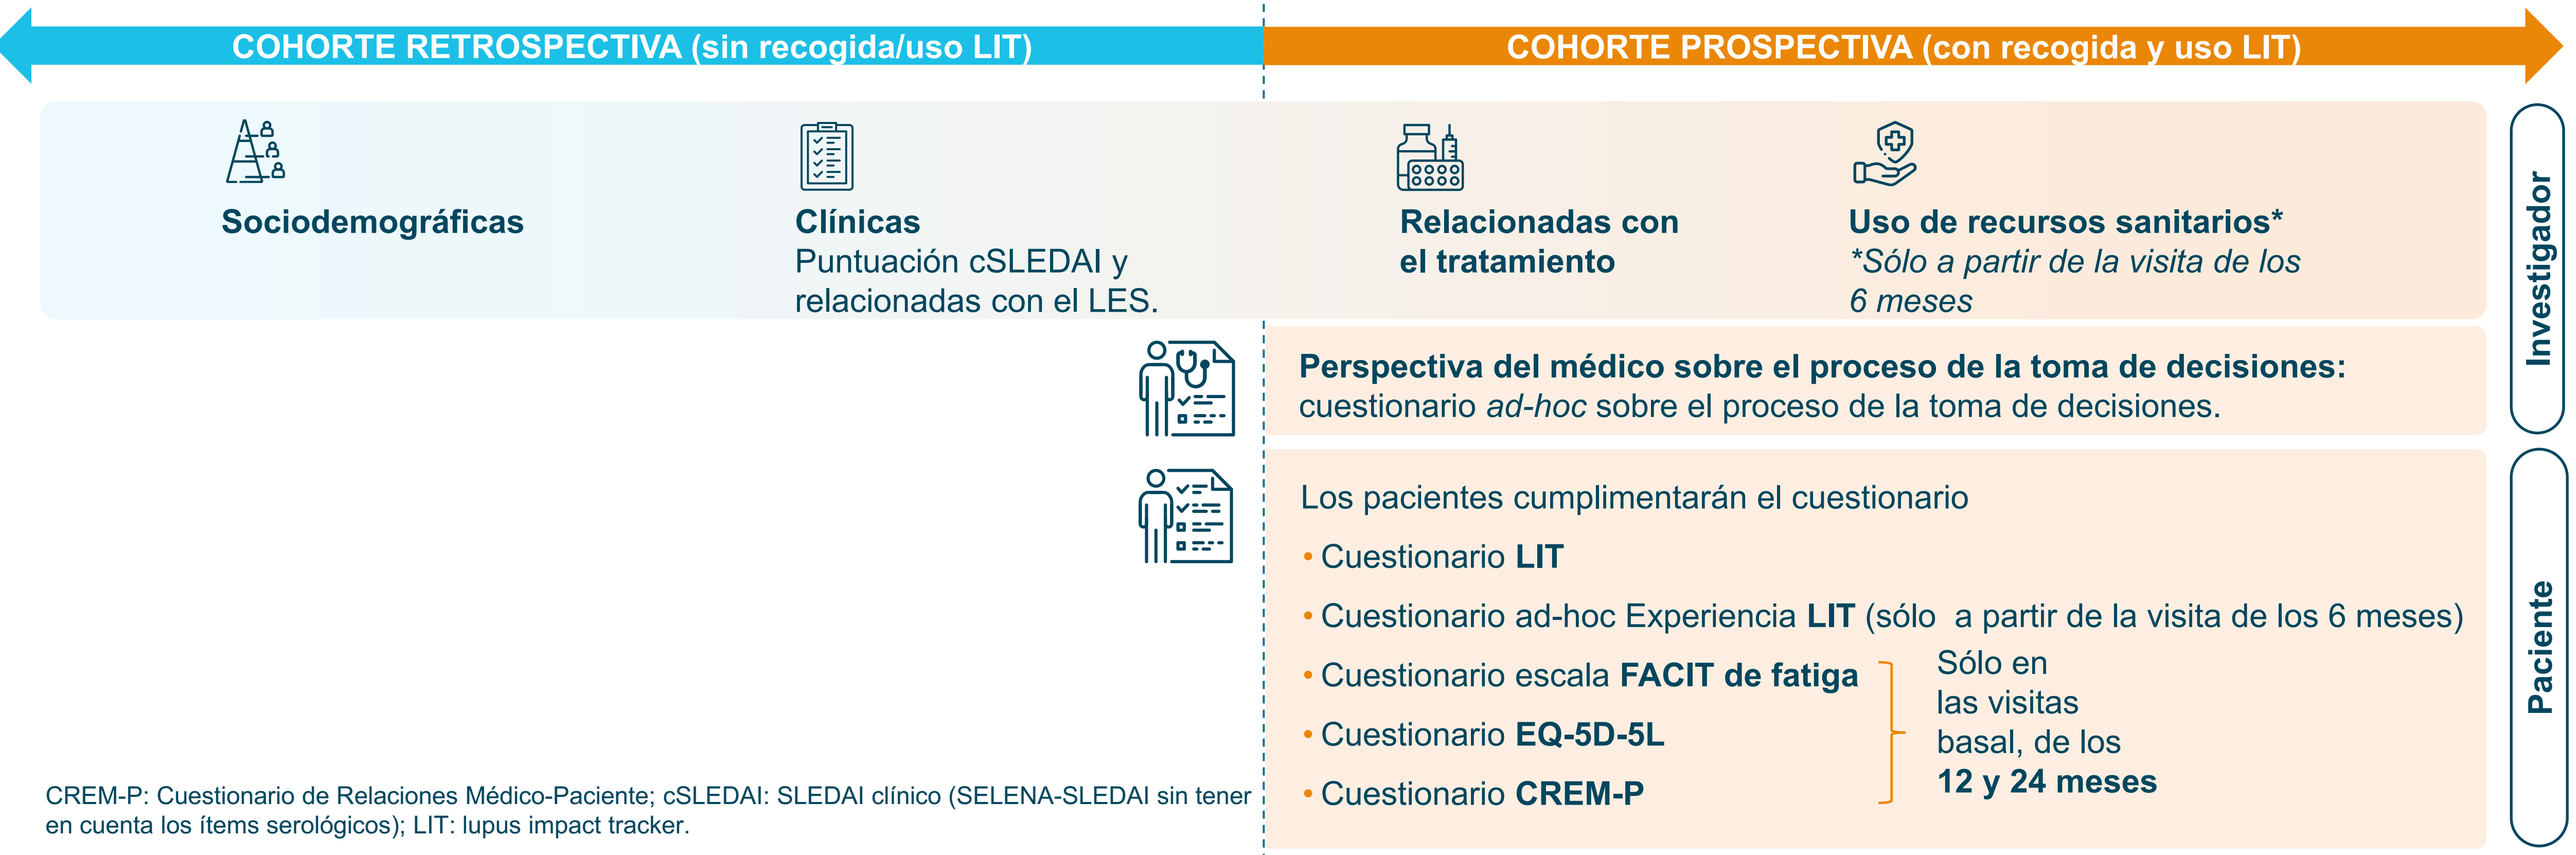 COHORTE RETROSPECTIVA (sin recogida/uso LIT)
COHORTE PROSPECTIVA (con recogida y uso LIT)
Sociodemográficas
Clínicas
Puntuación cSLEDAI y
relacionadas con el LES.
Relacionadas con
el tratamiento
Uso de recursos sanitarios*
*Sólo a partir de la visita de los
6 meses
Investigador
Perspectiva del médico sobre el proceso de la toma de decisiones:
cuestionario ad-hoc sobre el proceso de la toma de decisiones.
Los pacientes cumplimentarán el cuestionario
• Cuestionario LIT
• Cuestionario ad-hoc Experiencia LIT (sólo  a partir de la visita de los 6 meses)
• Cuestionario escala FACIT de fatiga
• Cuestionario EQ-5D-5L
• Cuestionario CREM-P
Sólo en
las visitas
basal, de los
12 y 24 meses
Paciente
CREM-P: Cuestionario de Relaciones Médico-Paciente; cSLEDAI: SLEDAI clínico (SELENA-SLEDAI sin tener
en cuenta los ítems serológicos); LIT: lupus impact tracker.